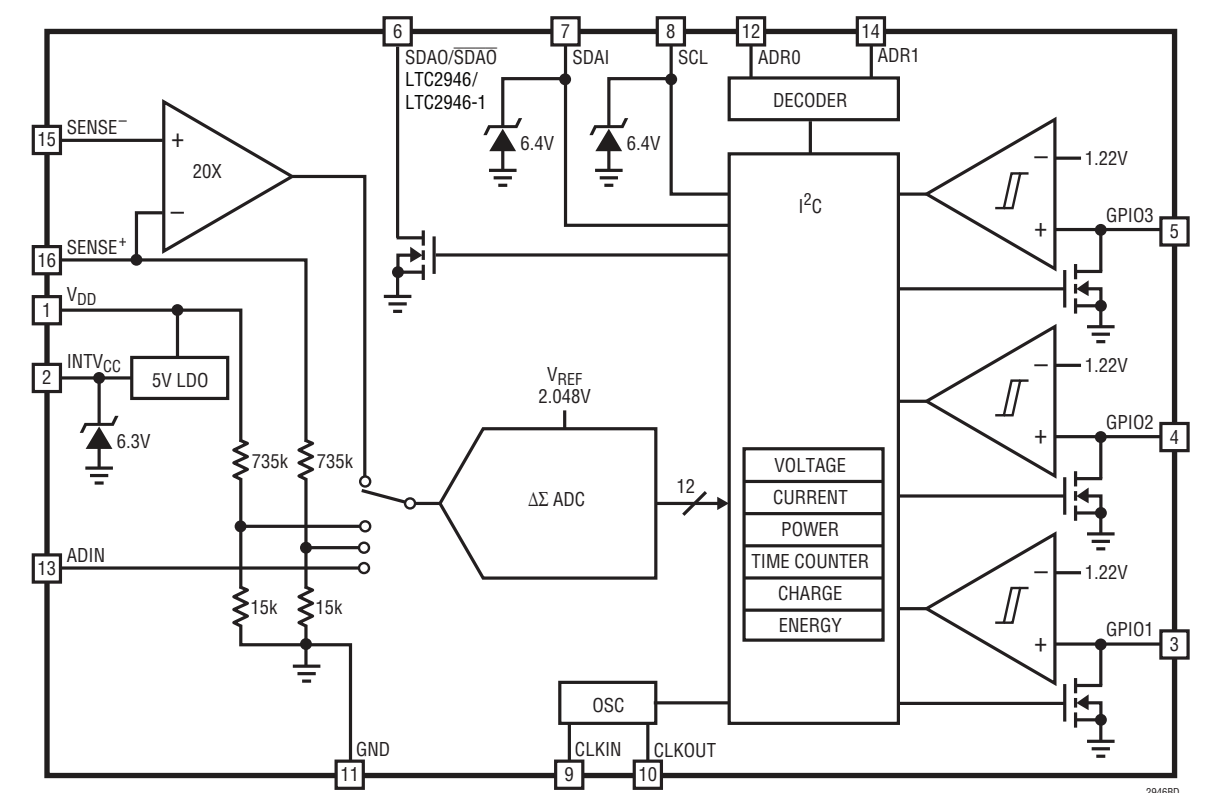 6
7
8
12
14
SDAO/S̅D̅A̅O̅
LTC2946/
LTC2946-1
SDAI
SCL
ADR0
ADR1
DECODER
15
SENSE–
+
20X
–
16
SENSE+
6.4V
6.4V
I2C
–
1.22V
+
GPIO3
5
1
VDD
2
INTVCC
5V LDO
6.3V
–
1.22V
+
GPIO2
4
VREF
2.048V
735k
735k
ΔΣ ADC
12
VOLTAGE
CURRENT
POWER
TIME COUNTER
CHARGE
ENERGY
13
ADIN
15k
15k
–
1.22V
+
GPIO1
3
OSC
GND
11
CLKIN
9
CLKOUT
10
2946BD